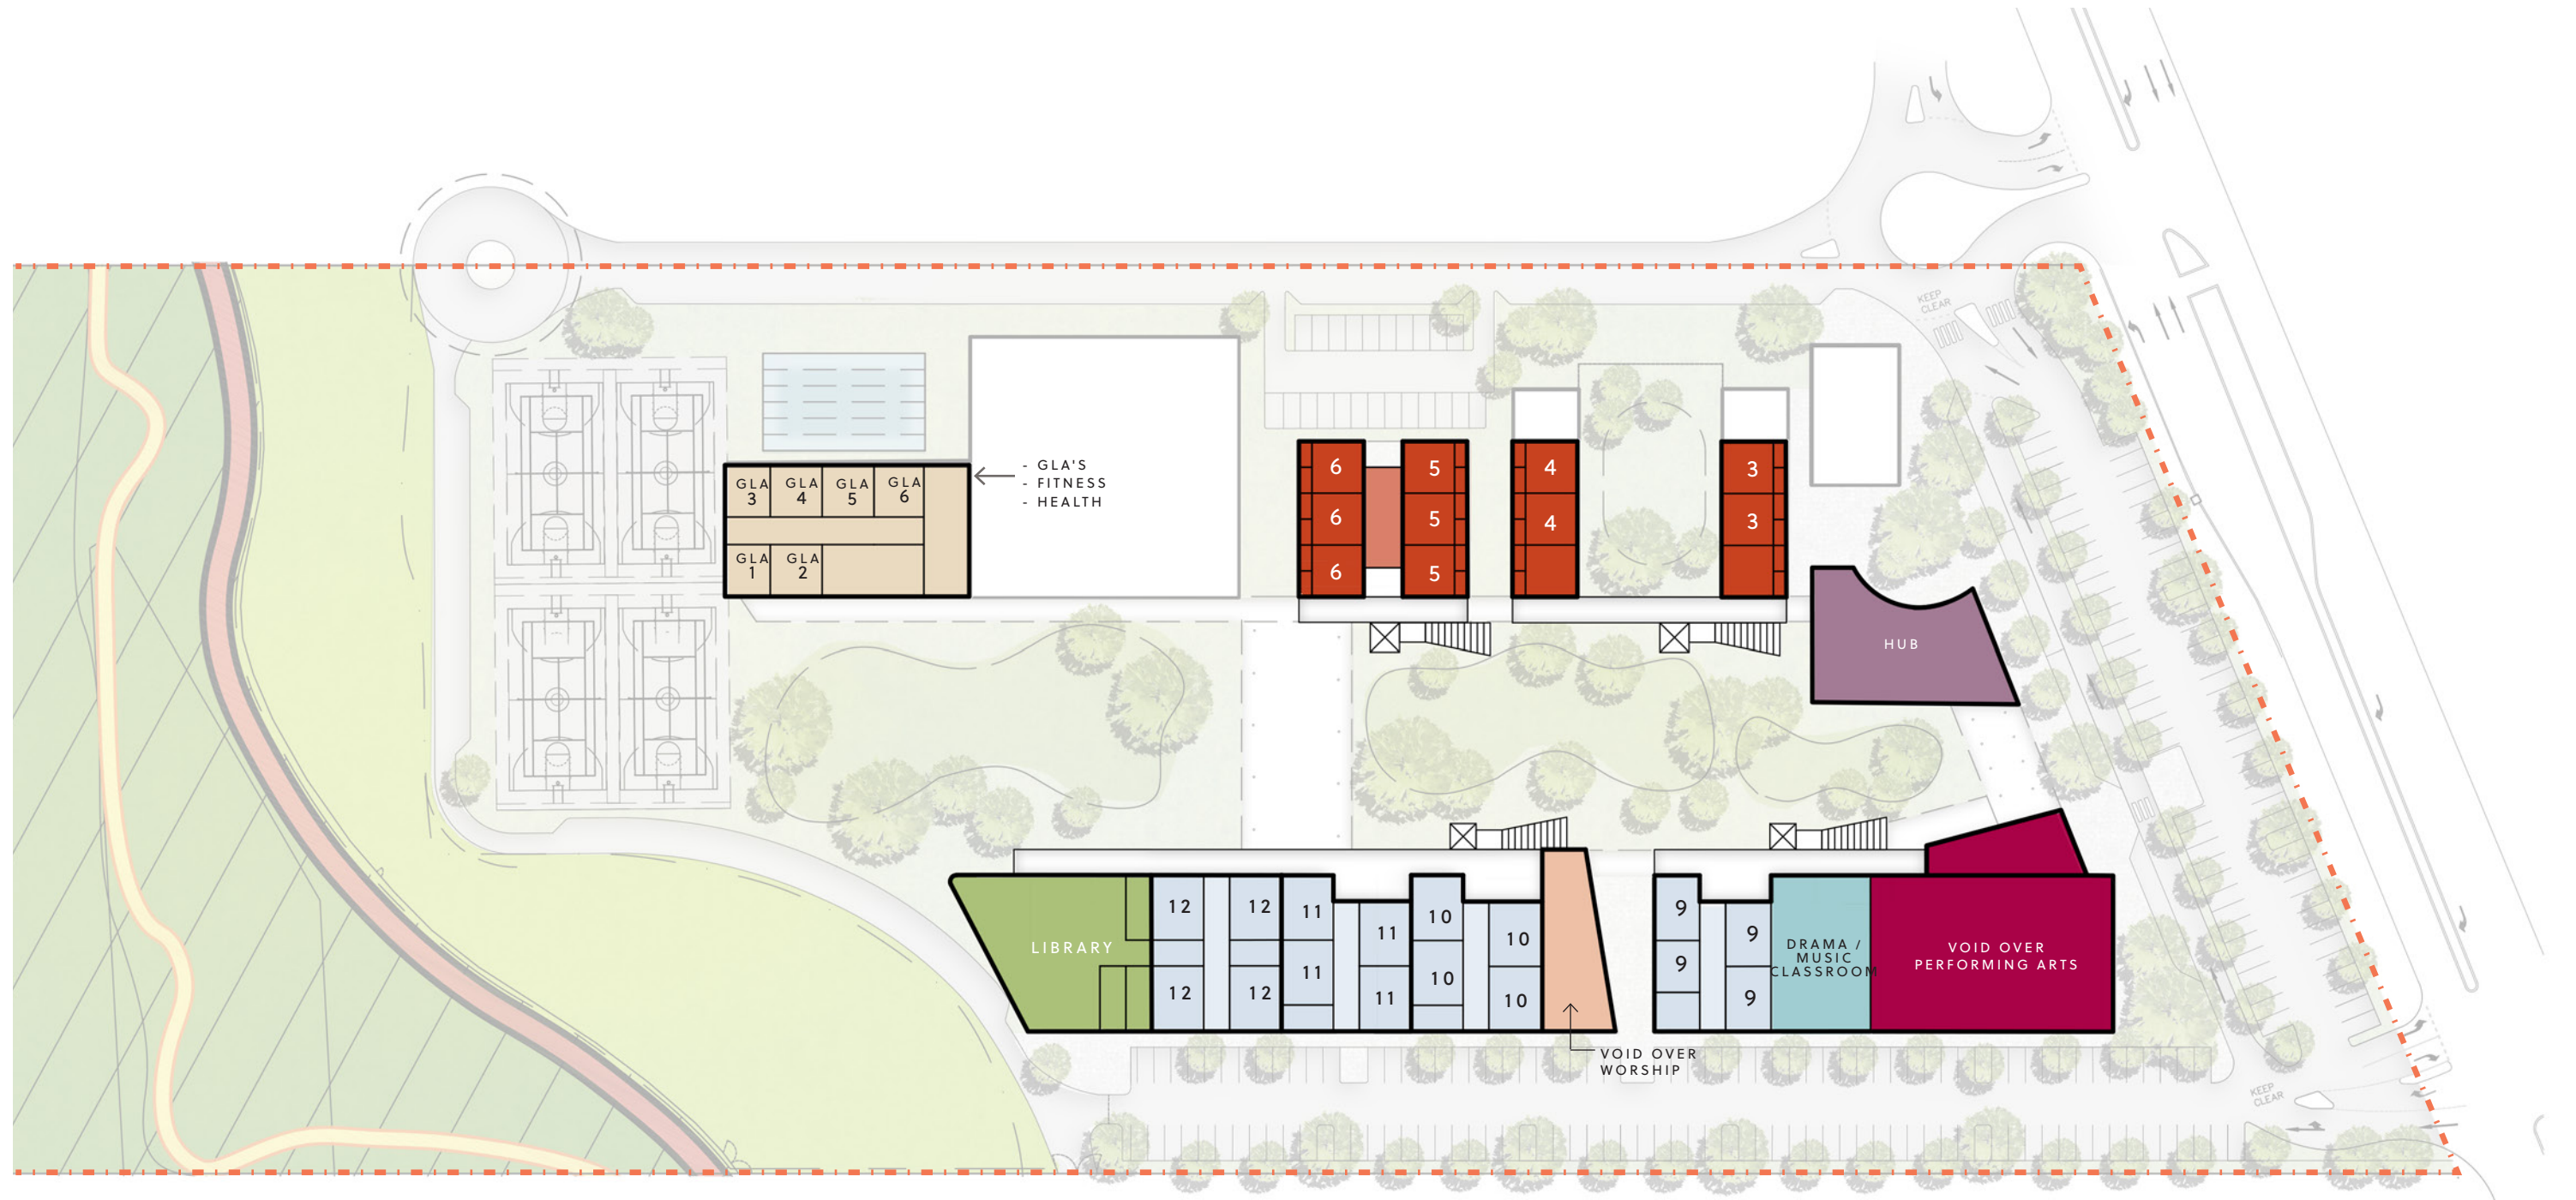 KEEP
CLEAR
- GLA'S
- FITNESS
- HEALTH
GLA
3
GLA
4
GLA
5
GLA
6
GLA
1
GLA
2
6
5
4
3
6
5
4
3
6
5
HUB
LIBRARY
12
12
11
11
10
10
12
12
11
11
10
10
9
9
9
9
DRAMA /
MUSIC
CLASSROOM
VOID OVER
PERFORMING ARTS
VOID OVER
WORSHIP
KEEP
CLEAR